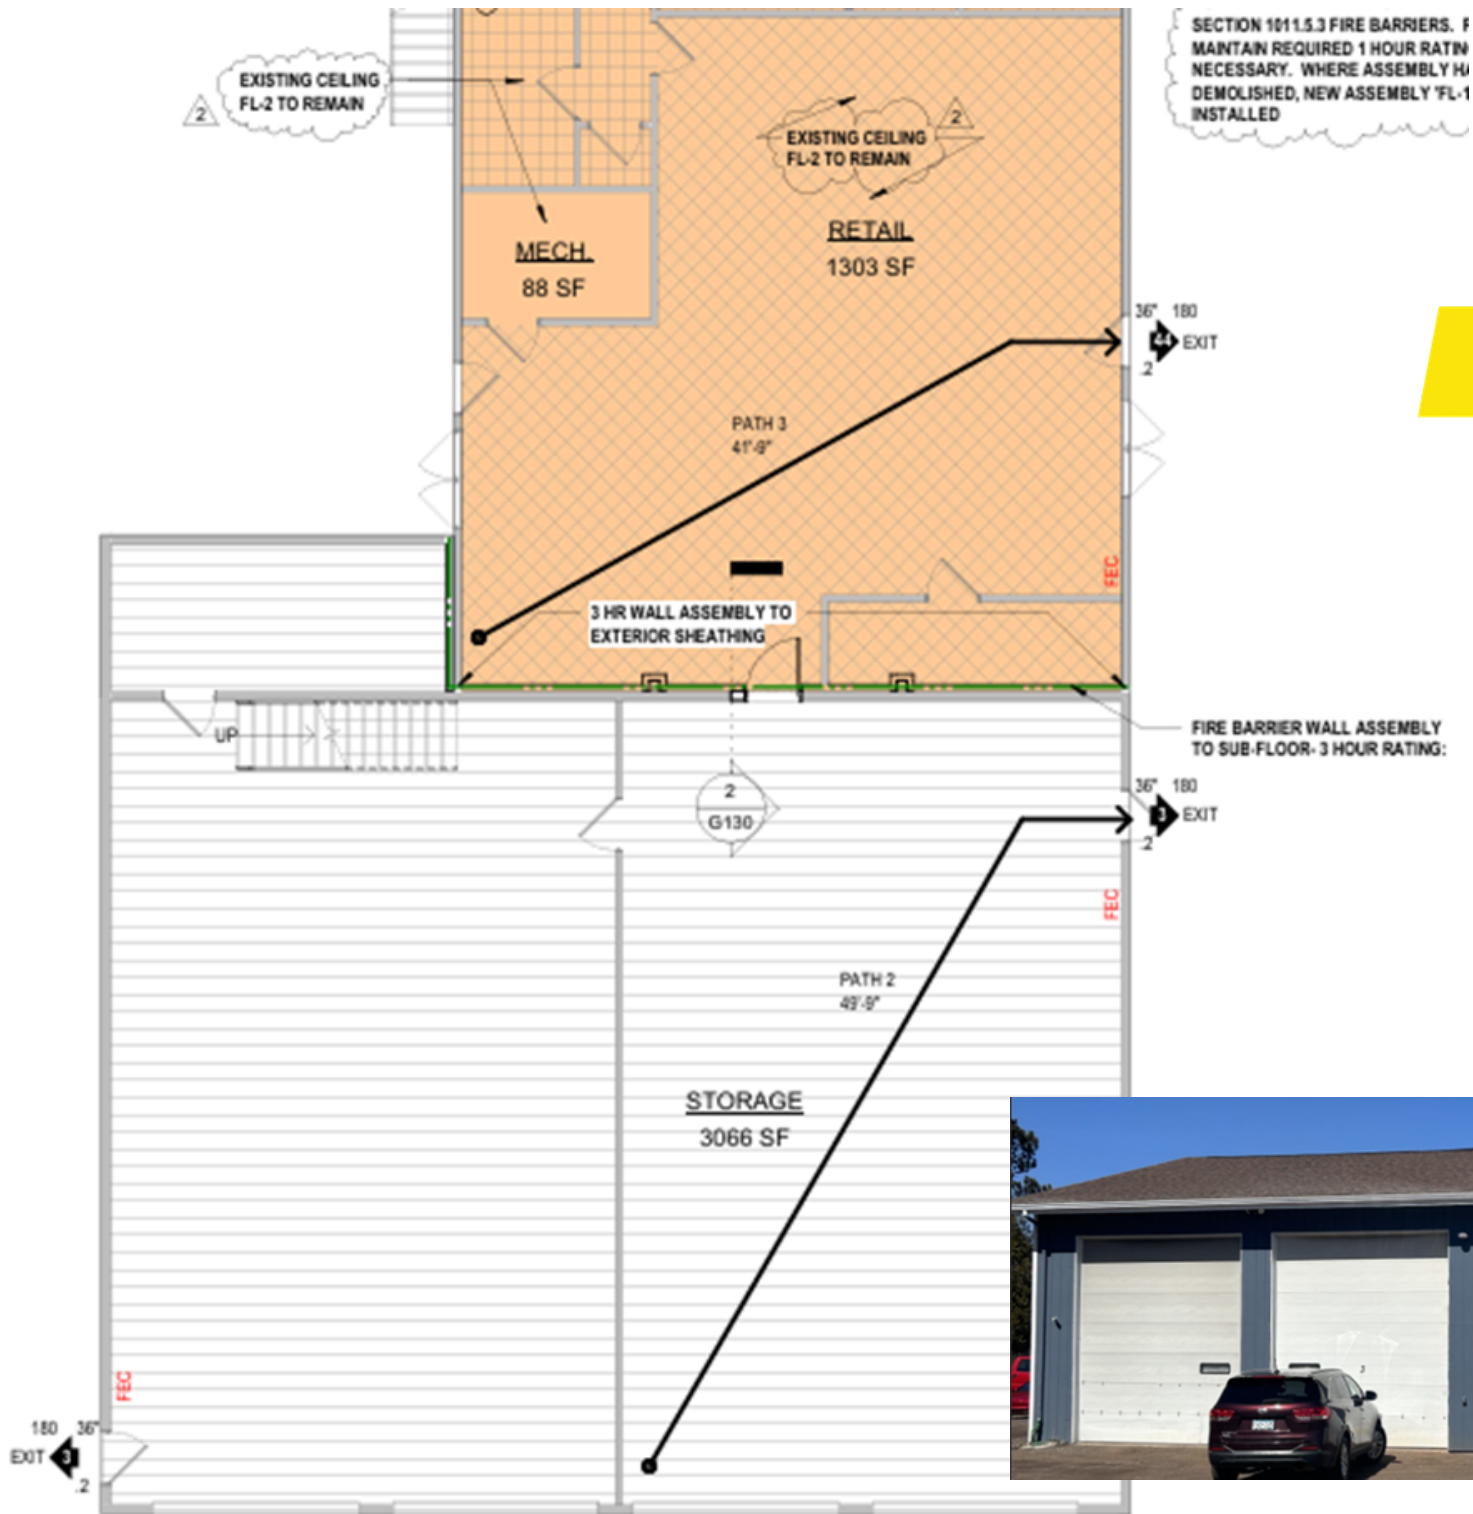 SECTION 1011.5.3 FIRE BARRIERS.
MAINTAIN REQUIRED 1 HOUR
NECESSARY. WHERE ASSEMBLY
DEMOLISHED, NEW ASSEMBLY 'FL-1
INSTALLED
EXISTING CEILING
FL-2 TO REMAIN
2
EXISTING CEILING
FL-2 TO REMAIN
2
RETAIL
1303 SF
MECH.
88 SF
36" 180
44 EXIT
.2
PATH 3
41'-9"
FEC
3 HR WALL ASSEMBLY TO
EXTERIOR SHEATHING
UP
FIRE BARRIER WALL ASSEMBLY
TO SUB-FLOOR- 3 HOUR RATING:
2
G130
36" 180
3 EXIT
.2
FEC
PATH 2
49'-9"
STORAGE
3066 SF
FEC
180 36"
EXIT 3
.2